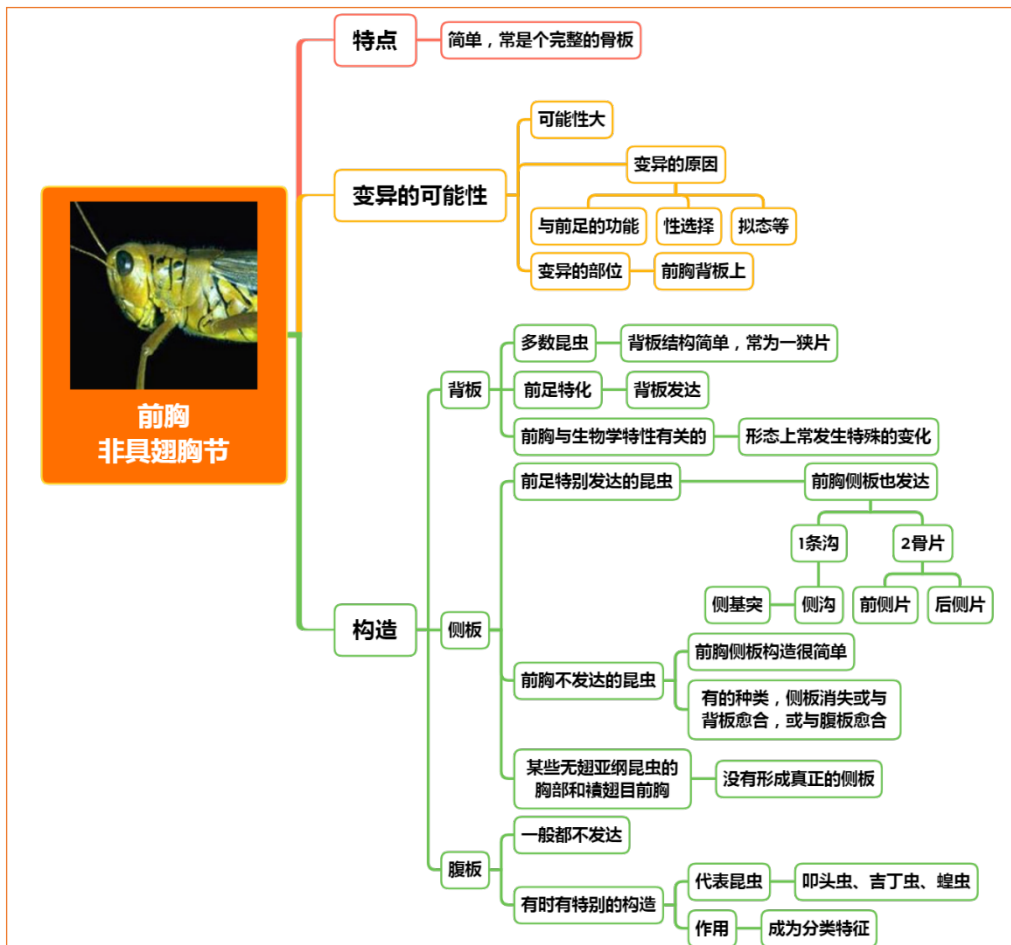 前胸
非具翅胸节
特点
简单，常是个完整的骨板
变异的可能性
可能性大
变异的原因
与前足的功能
性选择
拟态等
变异的部位
前胸背板上
构造
背板
多数昆虫
背板结构简单，常为一狭片
前足特化
背板发达
前胸与生物学特性有关的
形态上常发生特殊的变化
侧板
前足特别发达的昆虫
前胸侧板也发达
1条沟
2骨片
侧基突
侧沟
前侧片
后侧片
前胸不发达的昆虫
前胸侧板构造很简单
有的种类，侧板消失或与
背板愈合，或与腹板愈合
某些无翅亚纲昆虫的
胸部和襀翅目前胸
没有形成真正的侧板
腹板
一般都不发达
有时有特别的构造
代表昆虫
叩头虫、吉丁虫、蝗虫
作用
成为分类特征